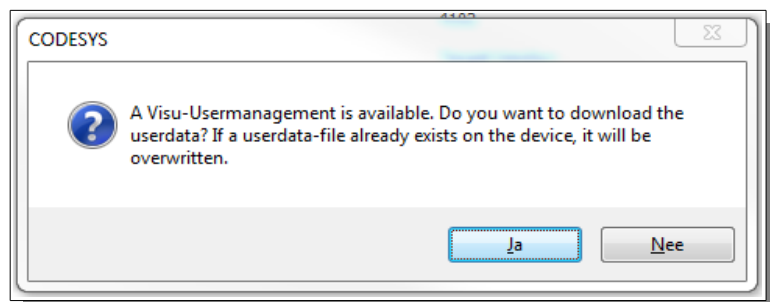 CODESYS
A Visu-Usermanagement is available. Do you want to download the
userdata? If a userdata-file already exists on the device, it will be
overwritten.
Ja
Nee